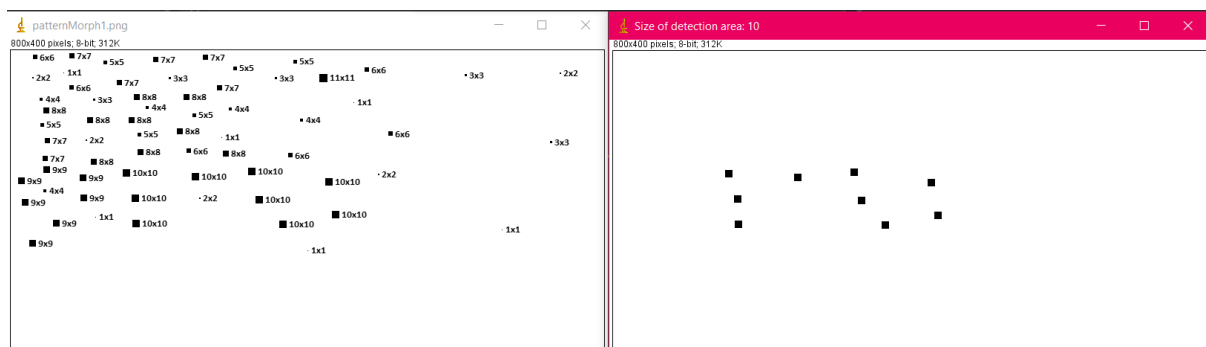 patternMorph1.png
800x400 pixels; 8-bit; 312K
6x6 7x7 5x5 7x7 7x7 5x5
2x2 1x1 3x3 5x5 3x3 11x11 6x6 3x3 2x2
6x6 7x7 7x7
4x4 3x3 8x8 8x8 1x1
8x8 4x4 5x5 4x4
5x5 8x8 8x8 4x4
7x7 2x2 5x5 8x8 1x1 6x6 3x3
7x7 8x8 8x8 6x6 8x8 6x6
9x9 9x9 10x10 10x10 10x10 2x2
9x9 4x4 10x10
9x9 9x9 10x10 2x2 10x10
9x9 1x1 10x10 10x10 10x10 1x1
9x9 1x1
Size of detection area: 10
800x400 pixels; 8-bit; 312K